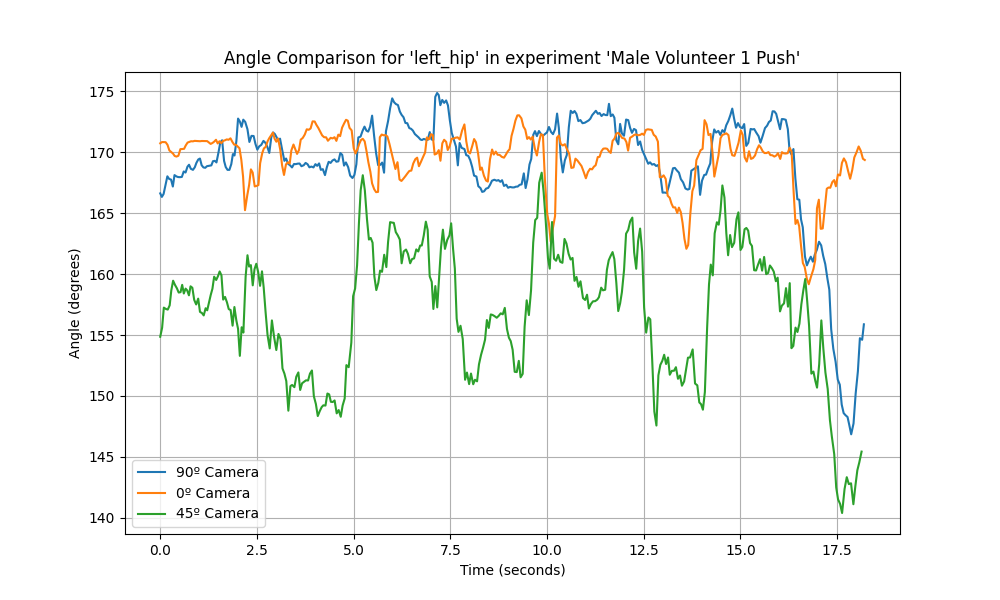 Angle Comparison for 'left_hip' in experiment 'Male Volunteer 1 Push'
Angle (degrees)
175
170
165
160
155
150
145
140
90º Camera
0º Camera
45º Camera
0.0 2.5 5.0 7.5 10.0 12.5 15.0 17.5
Time (seconds)